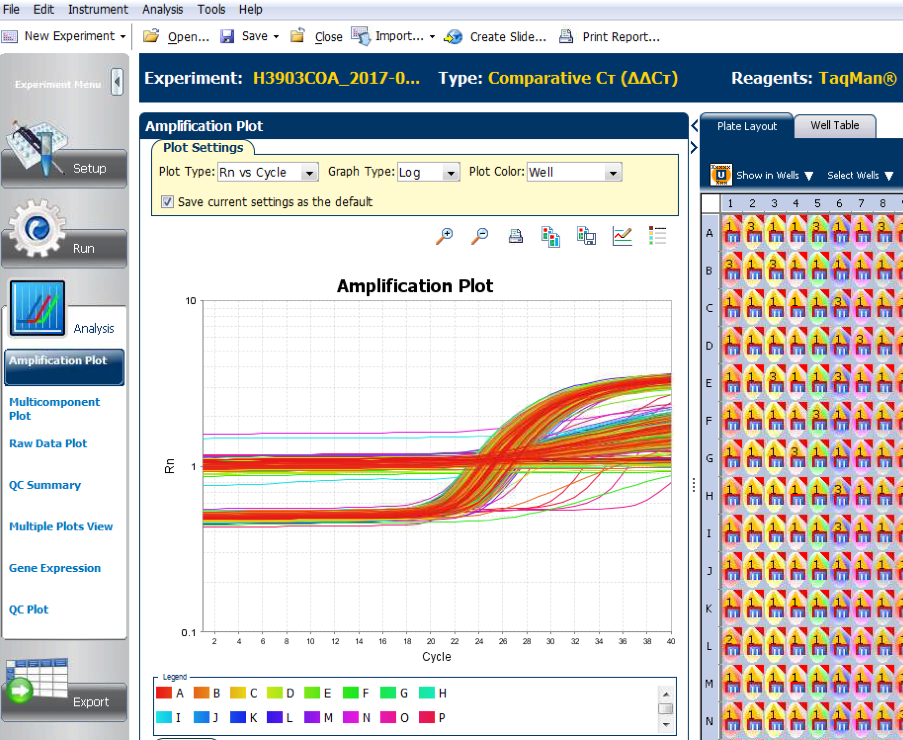 File Edit Instrument Analysis Tools Help
New Experiment Open... Save Close Import... Create Slide... Print Report...
Experiment Menu
Experiment: H3903COA_2017-0... Type: Comparative CT (ΔΔCT) Reagents: TaqMan®
Setup
Run
Analysis
Amplification Plot
Multicomponent
Plot
Raw Data Plot
QC Summary
Multiple Plots View
Gene Expression
QC Plot
Export
Amplification Plot
Plot Settings
Plot Type: Rn vs Cycle Graph Type: Log Plot Color: Well
Save current settings as the default
Amplification Plot
10
1
0.1
Rn
2 4 6 8 10 12 14 16 18 20 22 24 26 28 30 32 34 36 38 40
Cycle
Legend
A B C D E F G H
I J K L M N O P
Plate Layout Well Table
Show in Wells Select Wells
1 2 3 4 5 6 7 8
A
B
C
D
E
F
G
H
I
J
K
L
M
N